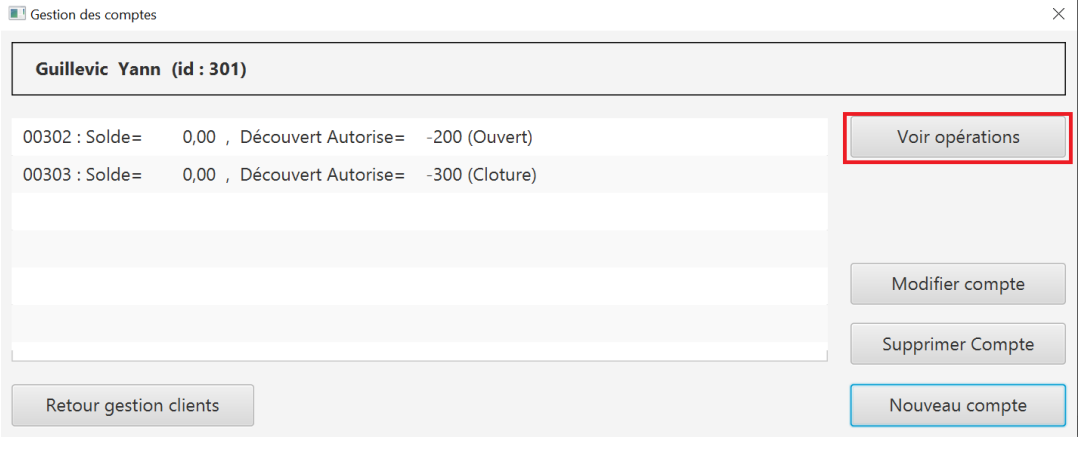 Gestion des comptes
Guillevic Yann (id : 301)
00302 : Solde= 0,00 , Découvert Autorise= -200 (Ouvert)
00303 : Solde= 0,00 , Découvert Autorise= -300 (Cloture)
Voir opérations
Modifier compte
Supprimer Compte
Retour gestion clients
Nouveau compte